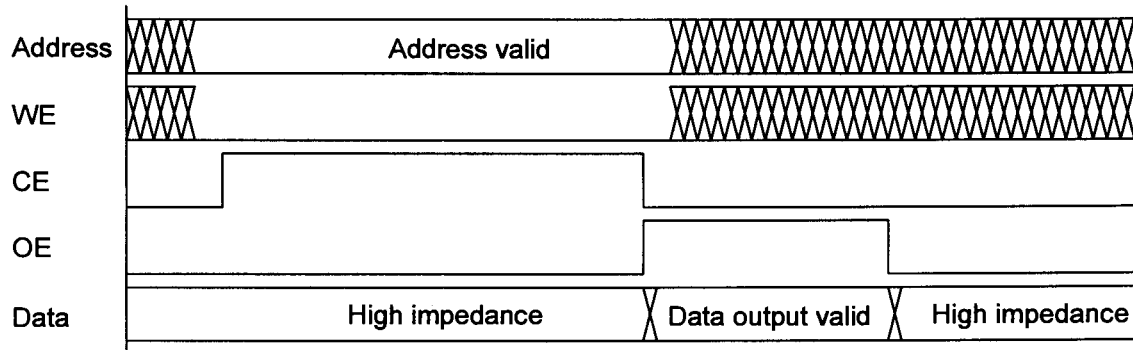 Address Address valid
WE
CE
OE
Data High impedance Data output valid High impedance